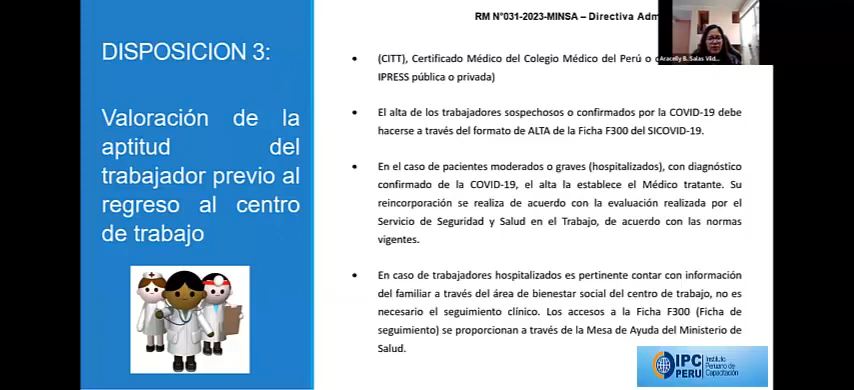 RM N°031-2023-MINSA – Directiva Adm
DISPOSICION 3:
Valoración de la
aptitud del
trabajador previo al
regreso al centro
de trabajo
• (CITT), Certificado Médico del Colegio Médico del Perú o
IPRESS pública o privada)
• El alta de los trabajadores sospechosos o confirmados por la COVID-19 debe
hacerse a través del formato de ALTA de la Ficha F300 del SICOVID-19.
• En el caso de pacientes moderados o graves (hospitalizados), con diagnóstico
confirmado de la COVID-19, el alta la establece el Médico tratante. Su
reincorporación se realiza de acuerdo con la evaluación realizada por el
Servicio de Seguridad y Salud en el Trabajo, de acuerdo con las normas
vigentes.
• En caso de trabajadores hospitalizados es pertinente contar con información
del familiar a través del área de bienestar social del centro de trabajo, no es
necesario el seguimiento clínico. Los accesos a la Ficha F300 (Ficha de
seguimiento) se proporcionan a través de la Mesa de Ayuda del Ministerio de
Salud.
Aracelly B. Salas
IPC
PERÚ
Instituto
Peruano de
Capacitación